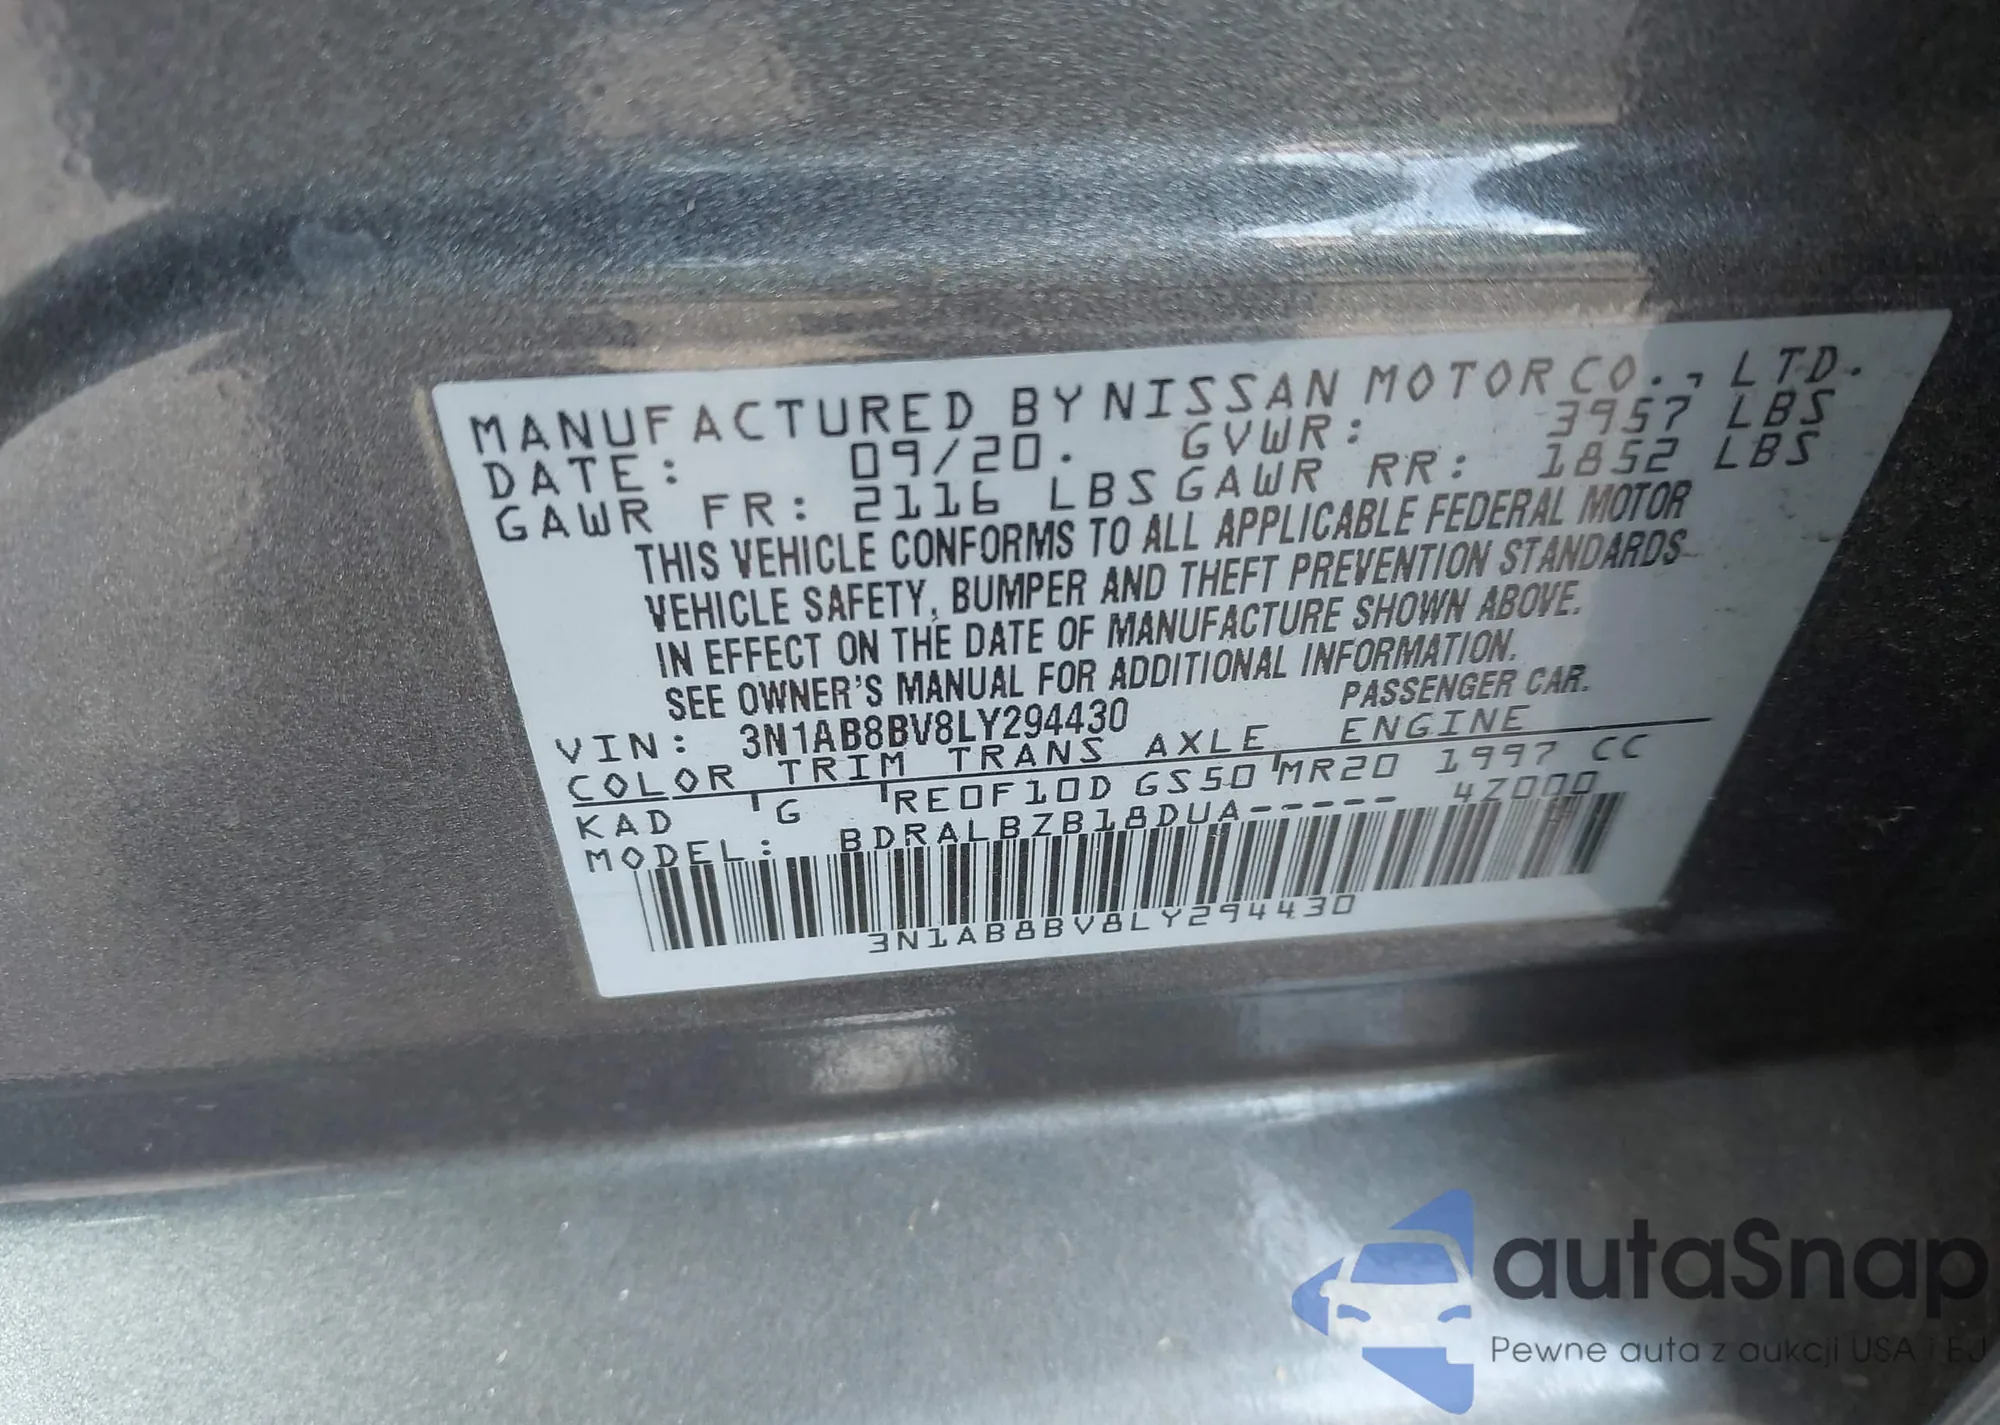 MANUFACTURED BY NISSAN MOTOR CO., LTD.
DATE: 09/20. GVWR: 3957 LBS
GAWR FR: 2116 LBS GAWR RR: 1852 LBS
THIS VEHICLE CONFORMS TO ALL APPLICABLE FEDERAL MOTOR
VEHICLE SAFETY, BUMPER AND THEFT PREVENTION STANDARDS
IN EFFECT ON THE DATE OF MANUFACTURE SHOWN ABOVE.
SEE OWNER'S MANUAL FOR ADDITIONAL INFORMATION.
VIN: 3N1AB8BV8LY294430 PASSENGER CAR.
COLOR TRIM TRANS AXLE ENGINE
KAD G RE0F10D GS50 MR20 1997 CC
MODEL: BDRALBZB18DUA----- 4Z000
3N1AB8BV8LY294430
autaSnap
Pewne auta z aukcji USA i EU